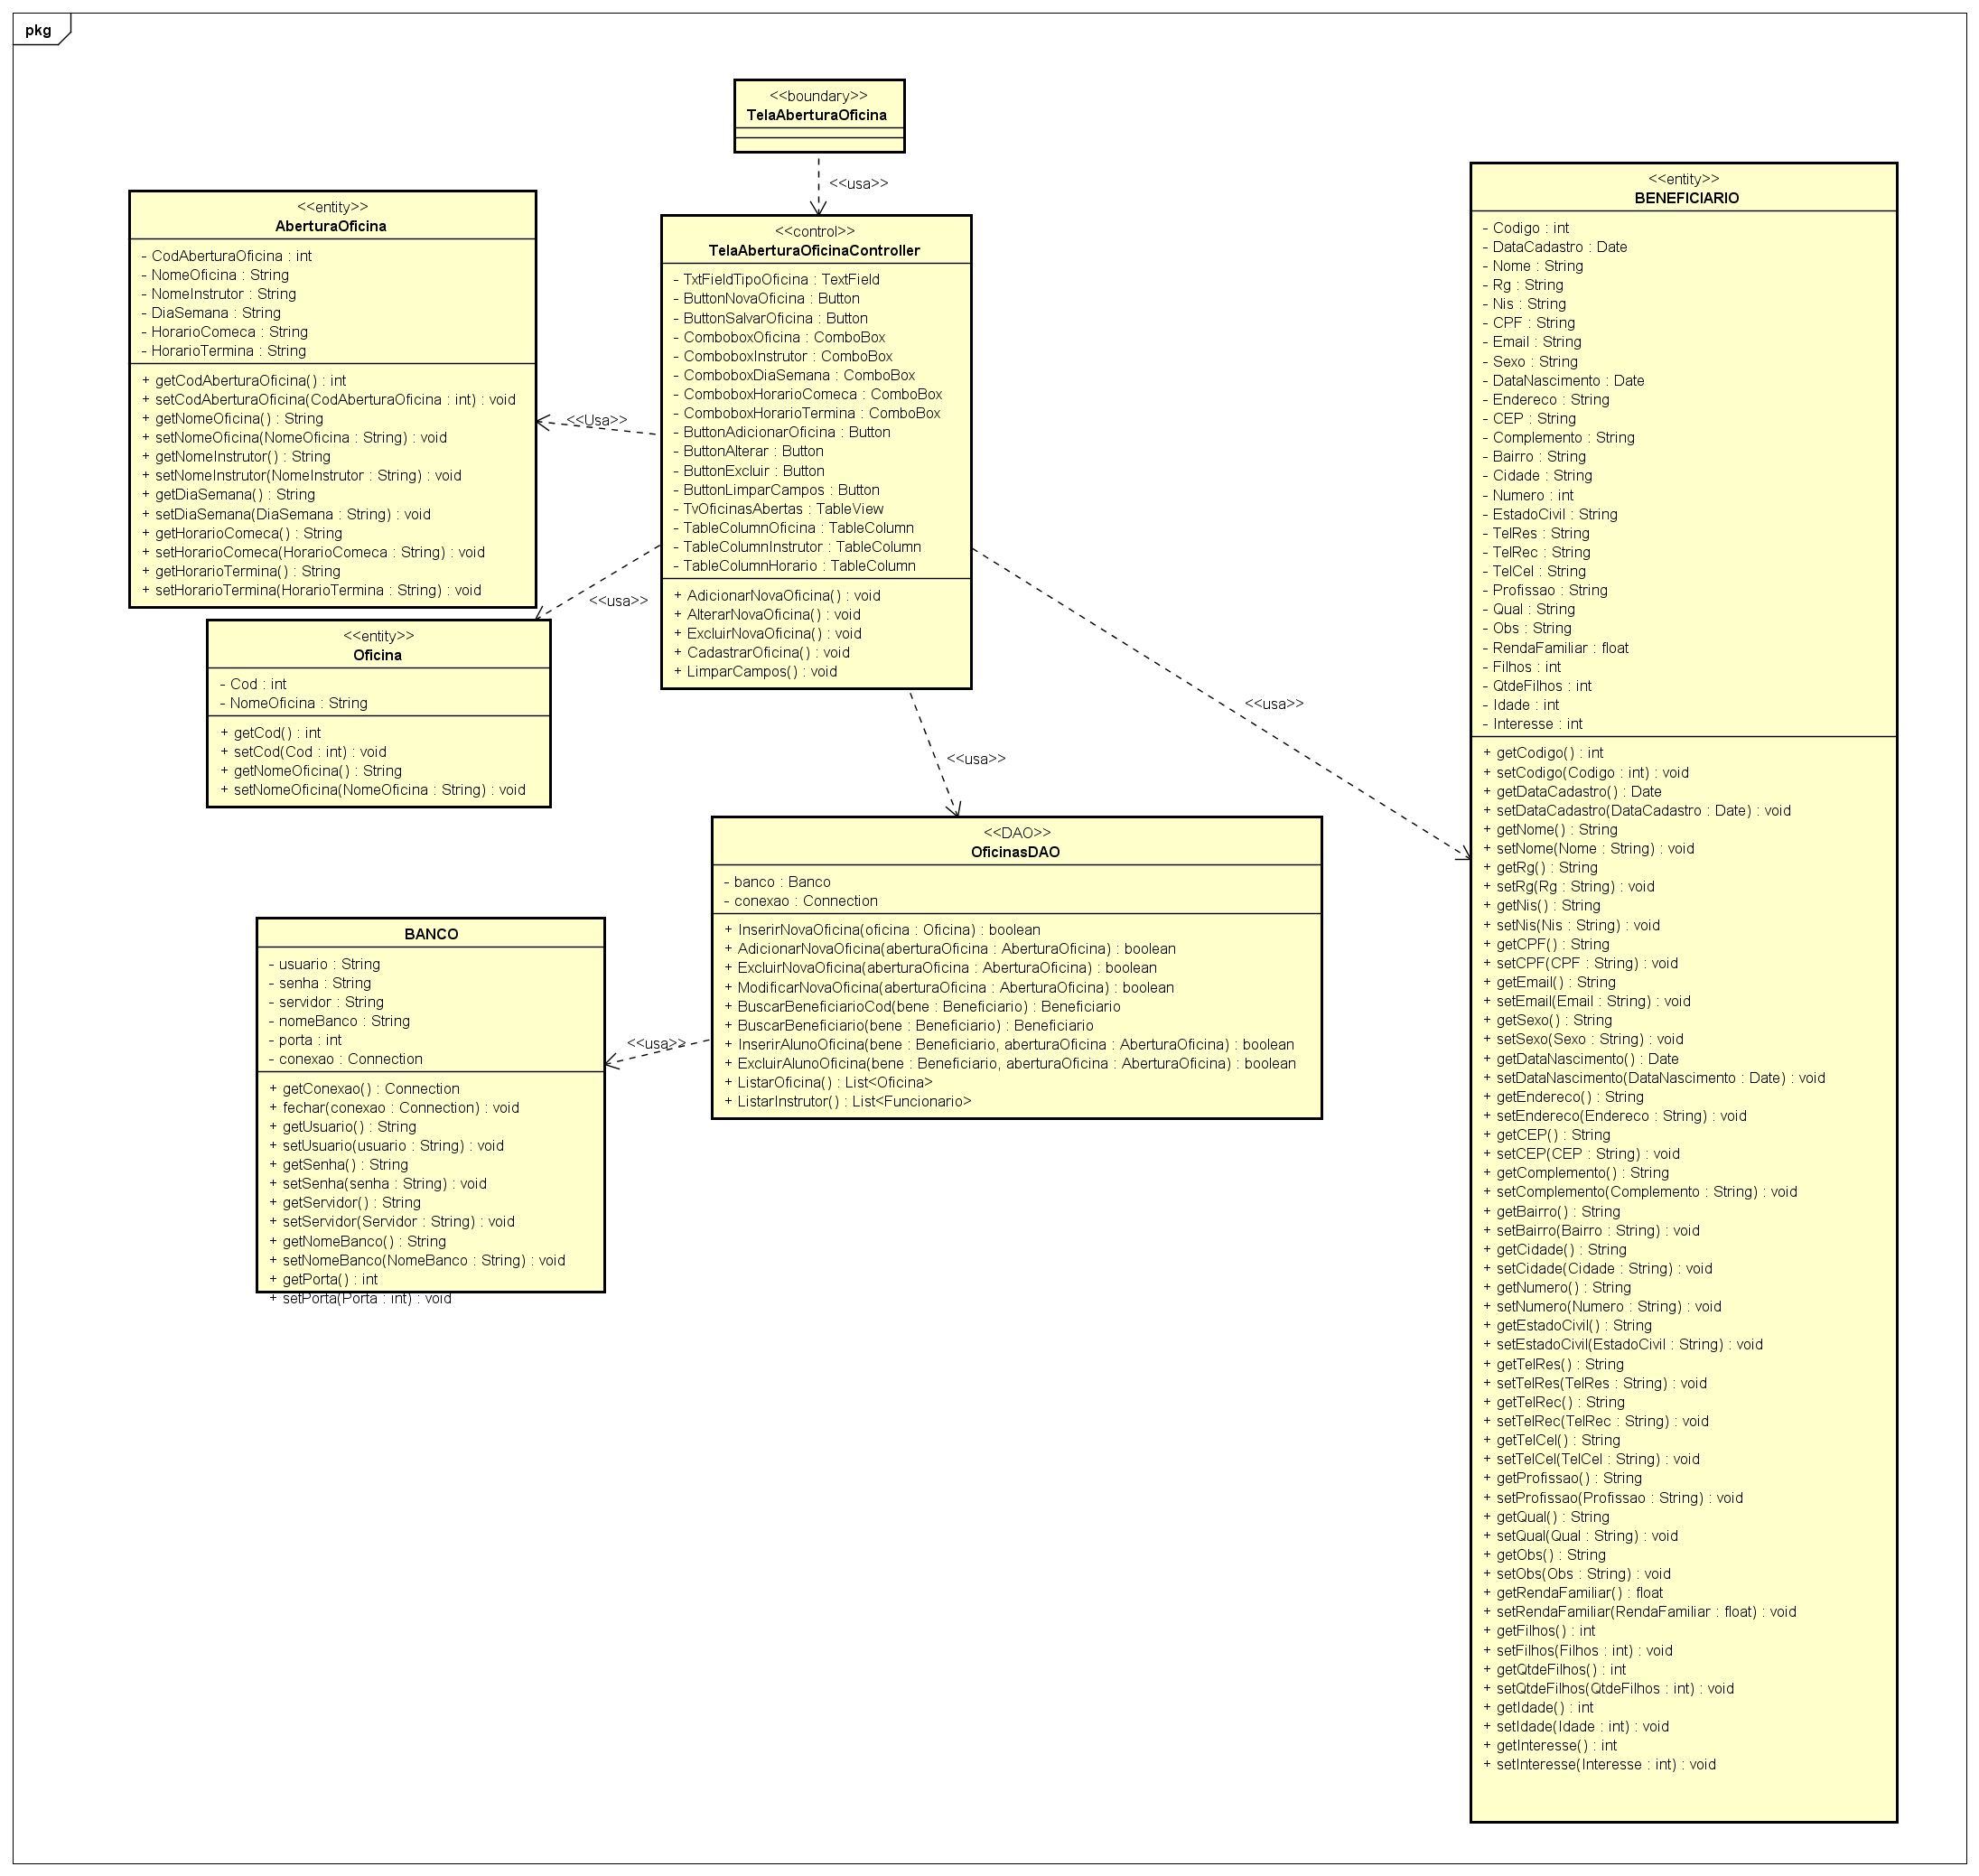 pkg
<<boundary>>
TelaAberturaOficina
<<usa>>
<<entity>>
AberturaOficina
- CodAberturaOficina : int
- NomeOficina : String
- NomeInstrutor : String
- DiaSemana : String
- HorarioComeca : String
- HorarioTermina : String
+ getCodAberturaOficina() : int
+ setCodAberturaOficina(CodAberturaOficina : int) : void
+ getNomeOficina() : String
+ setNomeOficina(NomeOficina : String) : void
+ getNomeInstrutor() : String
+ setNomeInstrutor(NomeInstrutor : String) : void
+ getDiaSemana() : String
+ setDiaSemana(DiaSemana : String) : void
+ getHorarioComeca() : String
+ setHorarioComeca(HorarioComeca : String) : void
+ getHorarioTermina() : String
+ setHorarioTermina(HorarioTermina : String) : void
<<Usa>>
<<usa>>
<<control>>
TelaAberturaOficinaController
- TxtFieldTipoOficina : TextField
- ButtonNovaOficina : Button
- ButtonSalvarOficina : Button
- ComboboxOficina : ComboBox
- ComboboxInstrutor : ComboBox
- ComboboxDiaSemana : ComboBox
- ComboboxHorarioComeca : ComboBox
- ComboboxHorarioTermina : ComboBox
- ButtonAdicionarOficina : Button
- ButtonAlterar : Button
- ButtonExcluir : Button
- ButtonLimparCampos : Button
- TvOficinasAbertas : TableView
- TableColumnOficina : TableColumn
- TableColumnInstrutor : TableColumn
- TableColumnHorario : TableColumn
+ AdicionarNovaOficina() : void
+ AlterarNovaOficina() : void
+ ExcluirNovaOficina() : void
+ CadastrarOficina() : void
+ LimparCampos() : void
<<entity>>
Oficina
- Cod : int
- NomeOficina : String
+ getCod() : int
+ setCod(Cod : int) : void
+ getNomeOficina() : String
+ setNomeOficina(NomeOficina : String) : void
<<usa>>
<<usa>>
<<DAO>>
OficinasDAO
- banco : Banco
- conexao : Connection
+ InserirNovaOficina(oficina : Oficina) : boolean
+ AdicionarNovaOficina(aberturaOficina : AberturaOficina) : boolean
+ ExcluirNovaOficina(aberturaOficina : AberturaOficina) : boolean
+ ModificarNovaOficina(aberturaOficina : AberturaOficina) : boolean
+ BuscarBeneficiarioCod(bene : Beneficiario) : Beneficiario
+ BuscarBeneficiario(bene : Beneficiario) : Beneficiario
+ InserirAlunoOficina(bene : Beneficiario, aberturaOficina : AberturaOficina) : boolean
+ ExcluirAlunoOficina(bene : Beneficiario, aberturaOficina : AberturaOficina) : boolean
+ ListarOficina() : List<Oficina>
+ ListarInstrutor() : List<Funcionario>
<<usa>>
BANCO
- usuario : String
- senha : String
- servidor : String
- nomeBanco : String
- porta : int
- conexao : Connection
+ getConexao() : Connection
+ fechar(conexao : Connection) : void
+ getUsuario() : String
+ setUsuario(usuario : String) : void
+ getSenha() : String
+ setSenha(senha : String) : void
+ getServidor() : String
+ setServidor(Servidor : String) : void
+ getNomeBanco() : String
+ setNomeBanco(NomeBanco : String) : void
+ getPorta() : int
+ setPorta(Porta : int) : void
<<entity>>
BENEFICIARIO
- Codigo : int
- DataCadastro : Date
- Nome : String
- Rg : String
- Nis : String
- CPF : String
- Email : String
- Sexo : String
- DataNascimento : Date
- Endereco : String
- CEP : String
- Complemento : String
- Bairro : String
- Cidade : String
- Numero : int
- EstadoCivil : String
- TelRes : String
- TelRec : String
- TelCel : String
- Profissao : String
- Qual : String
- Obs : String
- RendaFamiliar : float
- Filhos : int
- QtdeFilhos : int
- Idade : int
- Interesse : int
+ getCodigo() : int
+ setCodigo(Codigo : int) : void
+ getDataCadastro() : Date
+ setDataCadastro(DataCadastro : Date) : void
+ getNome() : String
+ setNome(Nome : String) : void
+ getRg() : String
+ setRg(Rg : String) : void
+ getNis() : String
+ setNis(Nis : String) : void
+ getCPF() : String
+ setCPF(CPF : String) : void
+ getEmail() : String
+ setEmail(Email : String) : void
+ getSexo() : String
+ setSexo(Sexo : String) : void
+ getDataNascimento() : Date
+ setDataNascimento(DataNascimento : Date) : void
+ getEndereco() : String
+ setEndereco(Endereco : String) : void
+ getCEP() : String
+ setCEP(CEP : String) : void
+ getComplemento() : String
+ setComplemento(Complemento : String) : void
+ getBairro() : String
+ setBairro(Bairro : String) : void
+ getCidade() : String
+ setCidade(Cidade : String) : void
+ getNumero() : String
+ setNumero(Numero : String) : void
+ getEstadoCivil() : String
+ setEstadoCivil(EstadoCivil : String) : void
+ getTelRes() : String
+ setTelRes(TelRes : String) : void
+ getTelRec() : String
+ setTelRec(TelRec : String) : void
+ getTelCel() : String
+ setTelCel(TelCel : String) : void
+ getProfissao() : String
+ setProfissao(Profissao : String) : void
+ getQual() : String
+ setQual(Qual : String) : void
+ getObs() : String
+ setObs(Obs : String) : void
+ getRendaFamiliar() : float
+ setRendaFamiliar(RendaFamiliar : float) : void
+ getFilhos() : int
+ setFilhos(Filhos : int) : void
+ getQtdeFilhos() : int
+ setQtdeFilhos(QtdeFilhos : int) : void
+ getIdade() : int
+ setIdade(Idade : int) : void
+ getInteresse() : int
+ setInteresse(Interesse : int) : void